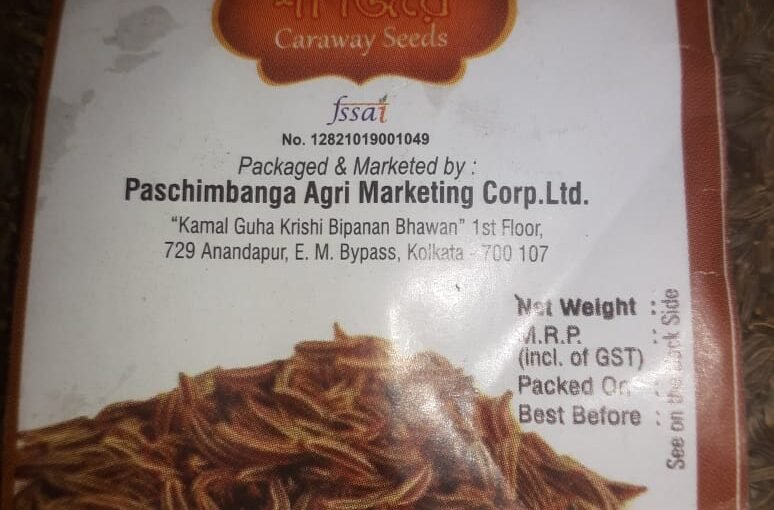 জিরে
Caraway Seeds
fssai
No. 12821019001049
Packaged & Marketed by :
Paschimbanga Agri Marketing Corp.Ltd.
“Kamal Guha Krishi Bipanan Bhawan” 1st Floor,
729 Anandapur, E. M. Bypass, Kolkata - 700 107
Net Weight :
M.R.P. :
(incl. of GST)
Packed On :
Best Before :
See on the back Side